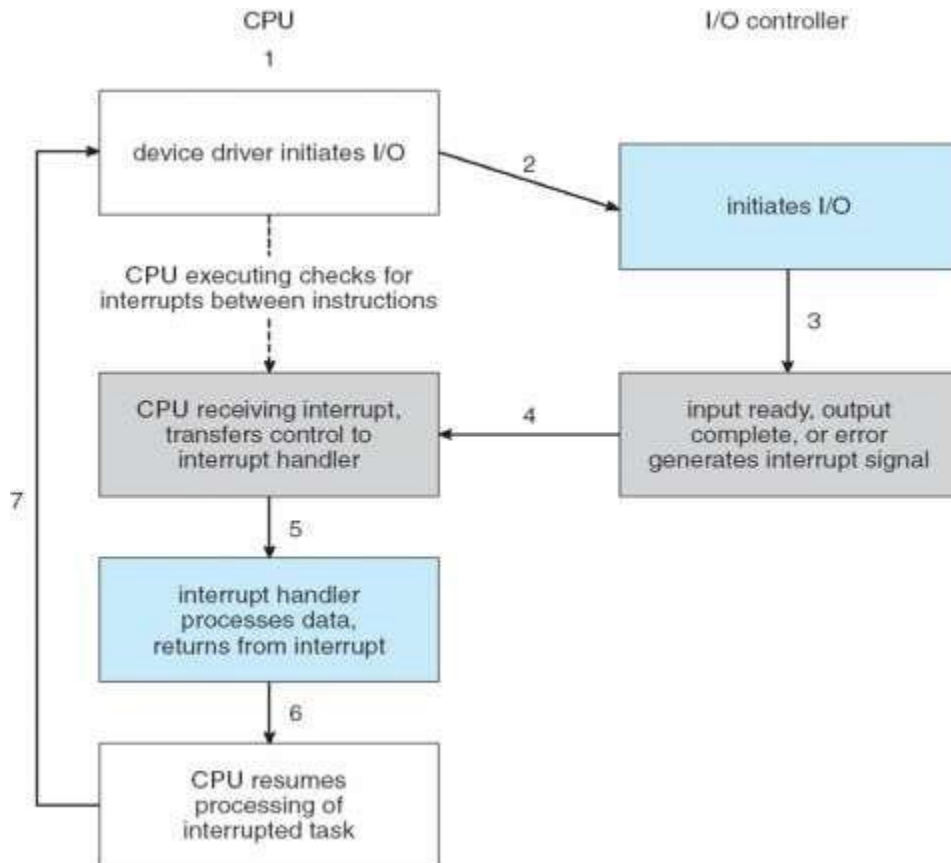 CPU
I/O controller
1
device driver initiates I/O
2
initiates I/O
CPU executing checks for
interrupts between instructions
3
CPU receiving interrupt,
transfers control to
interrupt handler
4
input ready, output
complete, or error
generates interrupt signal
7
5
interrupt handler
processes data,
returns from interrupt
6
CPU resumes
processing of
interrupted task